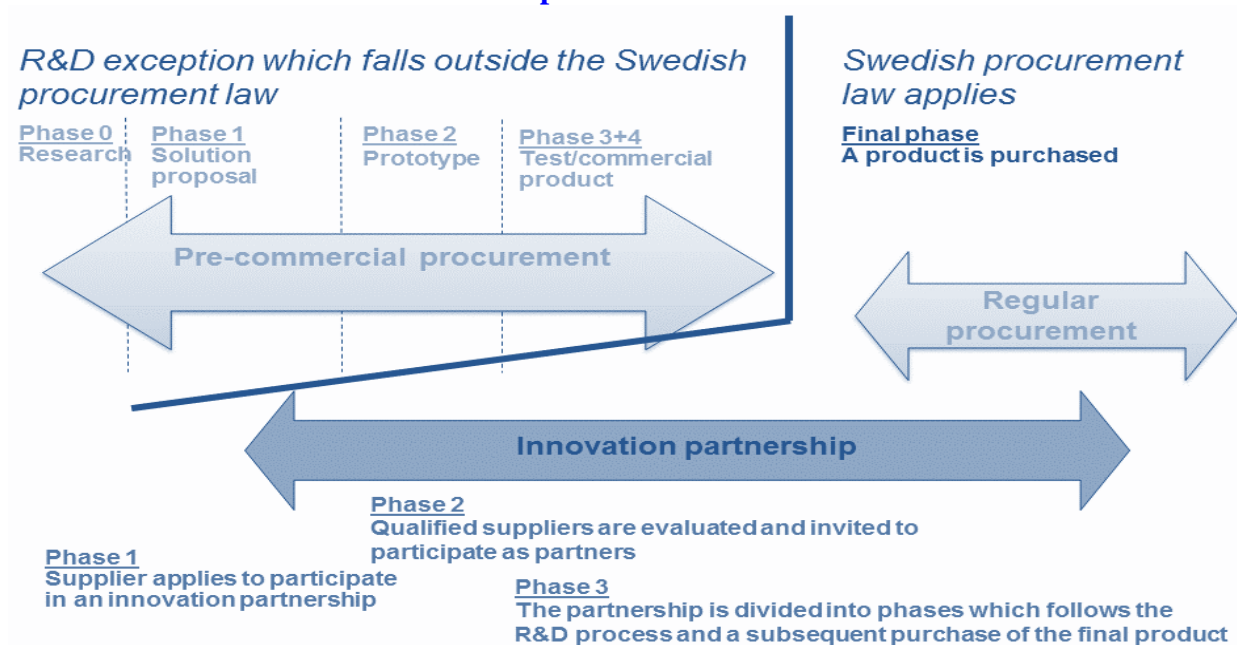 R&D exception which falls outside the Swedish
procurement law
Swedish procurement
law applies
Phase 0
Research
Phase 1
Solution
proposal
Phase 2
Prototype
Phase 3+4
Test/commercial
product
Final phase
A product is purchased
Pre-commercial procurement
Regular
procurement
Innovation partnership
Phase 2
Qualified suppliers are evaluated and invited to
participate as partners
Phase 1
Supplier applies to participate
in an innovation partnership
Phase 3
The partnership is divided into phases which follows the
R&D process and a subsequent purchase of the final product